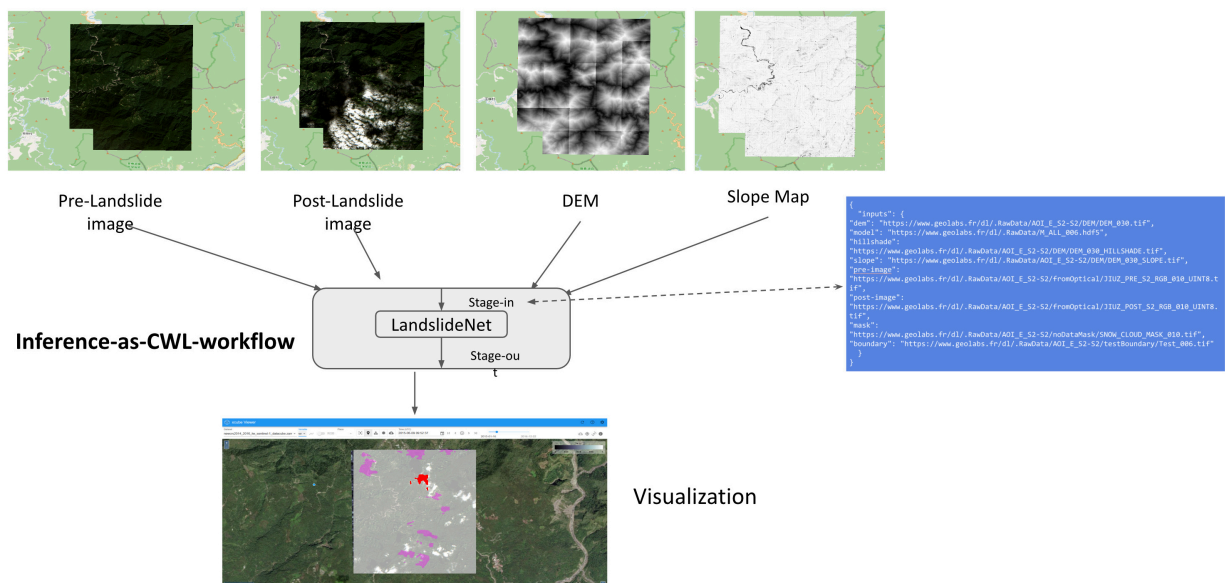 Pre-Landslide
image
Post-Landslide
image
DEM
Slope Map
{
"inputs": {
"dem": "https://www.geolabs.fr/dl/.RawData/AOI_E_S2-S2/DEM/DEM_030.tif",
"model": "https://www.geolabs.fr/dl/.RawData/M_ALL_006.hdf5",
"hillshade":
"https://www.geolabs.fr/dl/.RawData/AOI_E_S2-S2/DEM/DEM_030_HILLSHADE.tif",
"slope": "https://www.geolabs.fr/dl/.RawData/AOI_E_S2-S2/DEM/DEM_030_SLOPE.tif",
"pre-image":
"https://www.geolabs.fr/dl/.RawData/AOI_E_S2-S2/fromOptical/JIUZ_PRE_S2_RGB_010_UINT8.t
if",
"post-image":
"https://www.geolabs.fr/dl/.RawData/AOI_E_S2-S2/fromOptical/JIUZ_POST_S2_RGB_010_UINT8.
tif",
"mask":
"https://www.geolabs.fr/dl/.RawData/AOI_E_S2-S2/noDataMask/SNOW_CLOUD_MASK_010.tif",
"boundary": "https://www.geolabs.fr/dl/.RawData/AOI_E_S2-S2/testBoundary/Test_006.tif"
}
}
Stage-in
LandslideNet
Inference-as-CWL-workflow
Stage-ou
t
Visualization